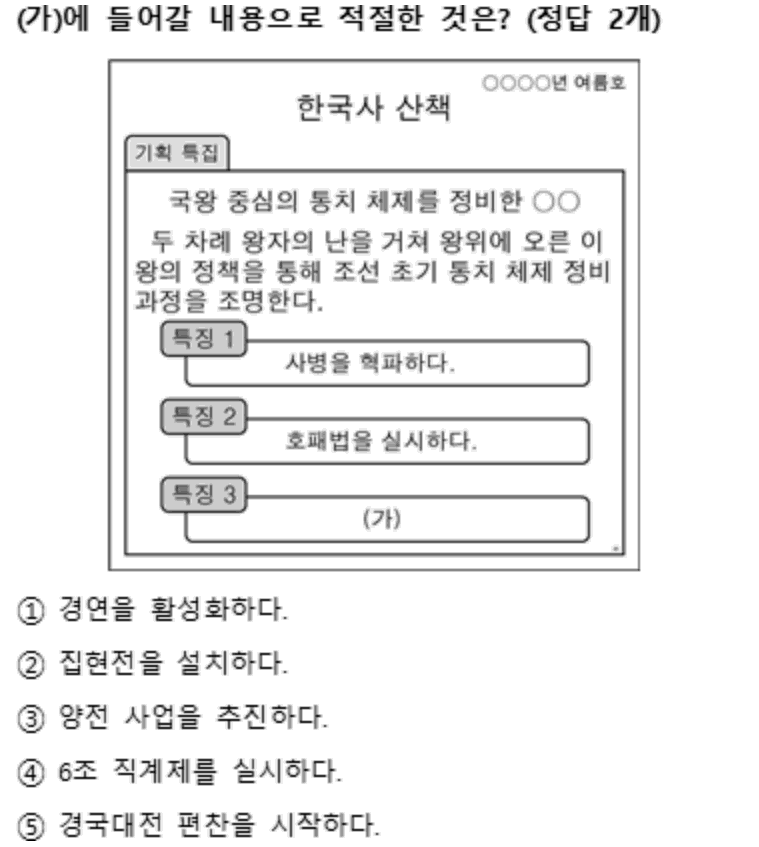 (가)에 들어갈 내용으로 적절한 것은? (정답 2개)
○○○○년 여름호
한국사 산책
기획 특집
국왕 중심의 통치 체제를 정비한 ○○
두 차례 왕자의 난을 거쳐 왕위에 오른 이
왕의 정책을 통해 조선 초기 통치 체제 정비
과정을 조명한다.
특징 1
사병을 혁파하다.
특징 2
호패법을 실시하다.
특징 3
(가)
① 경연을 활성화하다.
② 집현전을 설치하다.
③ 양전 사업을 추진하다.
④ 6조 직계제를 실시하다.
⑤ 경국대전 편찬을 시작하다.